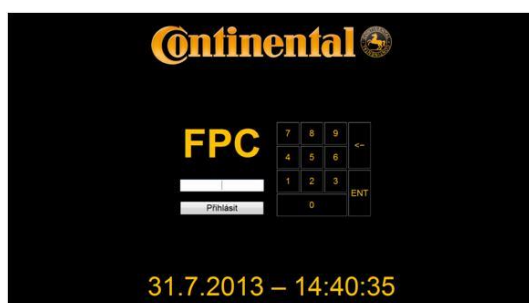 Continental
FPC
7 8 9 <-
4 5 6
1 2 3 ENT
0
Přihlásit
31.7.2013 – 14:40:35